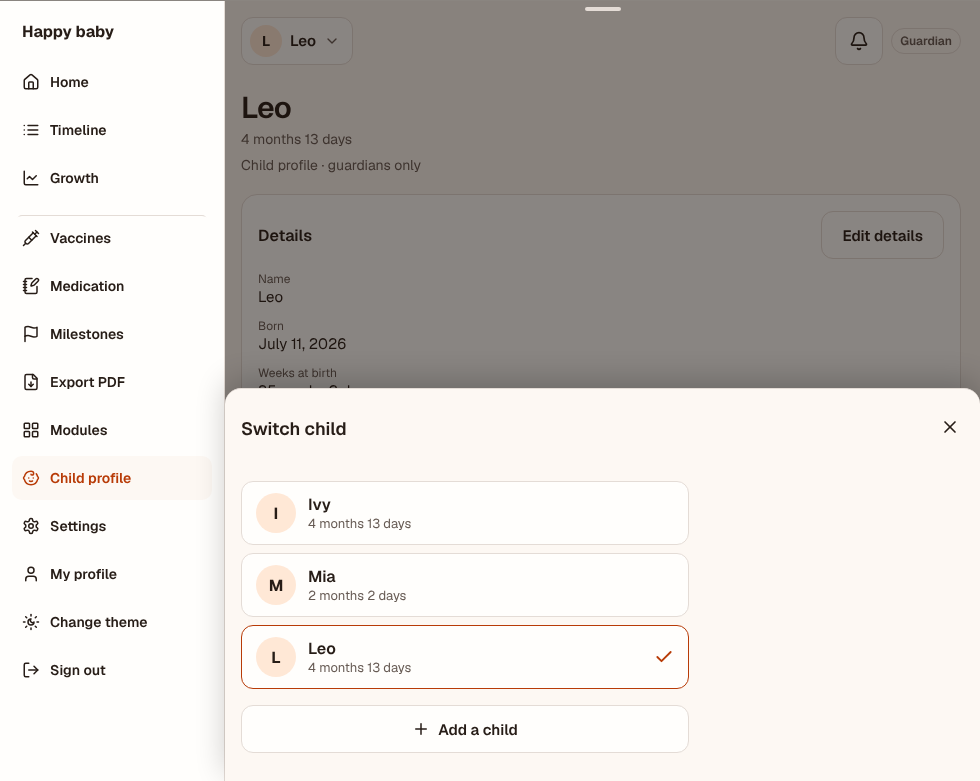 Happy baby
Home
Timeline
Growth
Vaccines
Medication
Milestones
Export PDF
Modules
Child profile
Settings
My profile
Change theme
Sign out
L Leo
Guardian
Leo
4 months 13 days
Child profile · guardians only
Details
Edit details
Name
Leo
Born
July 11, 2026
Weeks at birth
Switch child
I
Ivy
4 months 13 days
M
Mia
2 months 2 days
L
Leo
4 months 13 days
Add a child